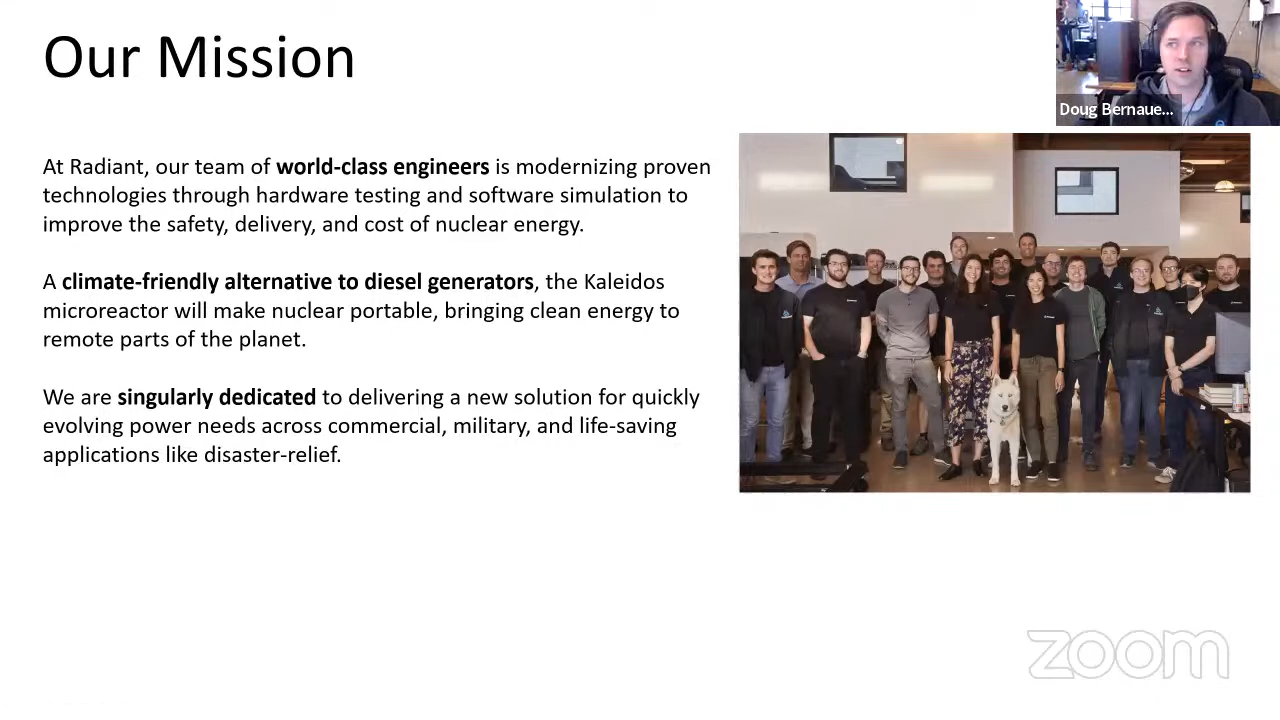 Our Mission
Doug Bernaue...
At Radiant, our team of world-class engineers is modernizing proven
technologies through hardware testing and software simulation to
improve the safety, delivery, and cost of nuclear energy.
A climate-friendly alternative to diesel generators, the Kaleidos
microreactor will make nuclear portable, bringing clean energy to
remote parts of the planet.
We are singularly dedicated to delivering a new solution for quickly
evolving power needs across commercial, military, and life-saving
applications like disaster-relief.
zoom